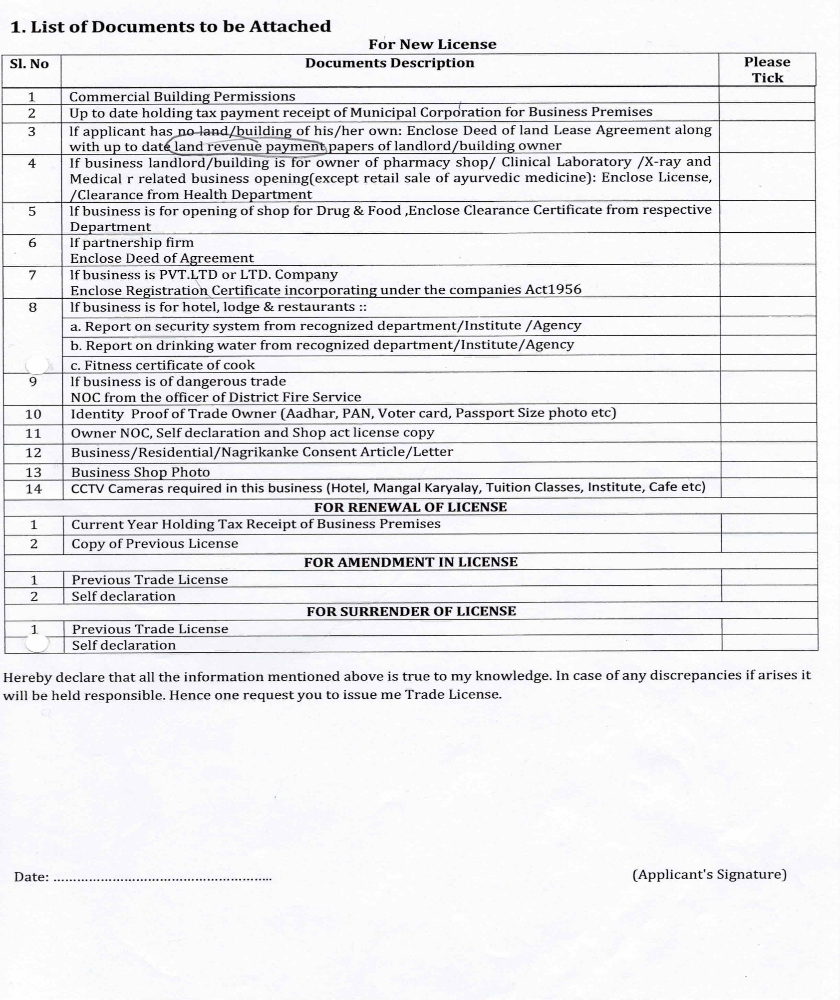 1. List of Documents to be Attached
For New License
Sl. No Documents Description Please
Tick
1 Commercial Building Permissions
2 Up to date holding tax payment receipt of Municipal Corporation for Business Premises
3 If applicant has no land/building of his/her own: Enclose Deed of land Lease Agreement along
with up to date land revenue payment papers of landlord/building owner
4 If business landlord/building is for owner of pharmacy shop/ Clinical Laboratory /X-ray and
Medical r related business opening(except retail sale of ayurvedic medicine): Enclose License,
/Clearance from Health Department
5 If business is for opening of shop for Drug & Food ,Enclose Clearance Certificate from respective
Department
6 If partnership firm
Enclose Deed of Agreement
7 If business is PVT.LTD or LTD. Company
Enclose Registration Certificate incorporating under the companies Act1956
8 If business is for hotel, lodge & restaurants ::
a. Report on security system from recognized department/Institute /Agency
b. Report on drinking water from recognized department/Institute/Agency
c. Fitness certificate of cook
9 If business is of dangerous trade
NOC from the officer of District Fire Service
10 Identity Proof of Trade Owner (Aadhar, PAN, Voter card, Passport Size photo etc)
11 Owner NOC, Self declaration and Shop act license copy
12 Business/Residential/Nagrikanke Consent Article/Letter
13 Business Shop Photo
14 CCTV Cameras required in this business (Hotel, Mangal Karyalay, Tuition Classes, Institute, Cafe etc)
FOR RENEWAL OF LICENSE
1 Current Year Holding Tax Receipt of Business Premises
2 Copy of Previous License
FOR AMENDMENT IN LICENSE
1 Previous Trade License
2 Self declaration
FOR SURRENDER OF LICENSE
1 Previous Trade License
Self declaration
Hereby declare that all the information mentioned above is true to my knowledge. In case of any discrepancies if arises it
will be held responsible. Hence one request you to issue me Trade License.
Date: ........................................................ (Applicant's Signature)